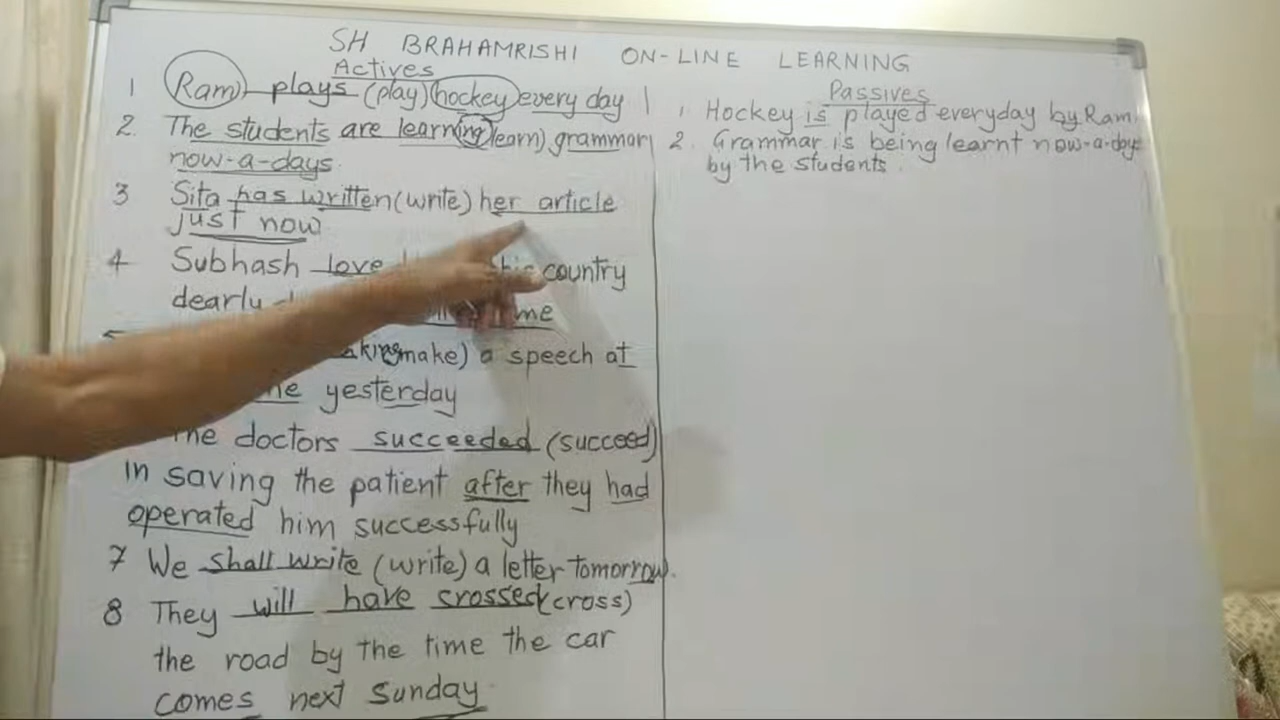 SH BRAHAMRISHI ON-LINE LEARNING
Actives
1 Ram plays (play) hockey every day
2. The students are learning (learn) grammar
now-a-days.
3 Sita has written (write) her article
just now
4 Subhash love country
dearly me
make) a speech at
yesterday
The doctors succeeded (succeed)
in saving the patient after they had
operated him successfully
7 We shall write (write) a letter tomorrow.
8 They will have crossed (cross)
the road by the time the car
comes next Sunday
Passives
1. Hockey is played everyday by Ram.
2. Grammar is being learnt now-a-days
by the students.